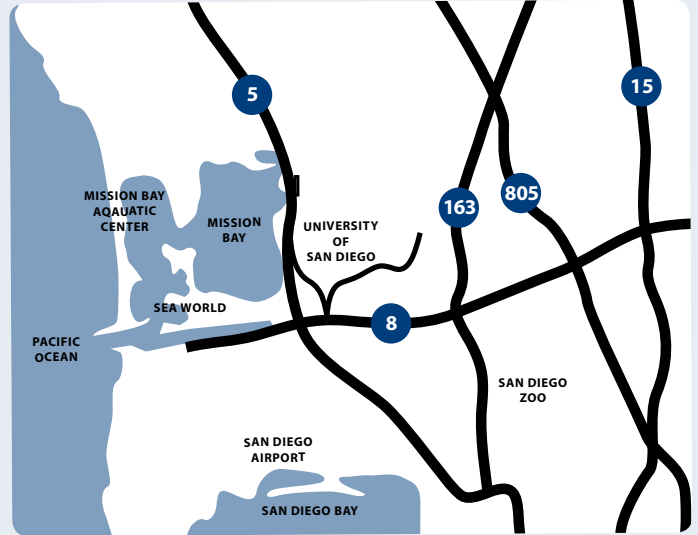 5
15
805
163
MISSION BAY
AQAUATIC
CENTER
MISSION
BAY
UNIVERSITY
OF
SAN DIEGO
SEA WORLD
8
PACIFIC
OCEAN
SAN DIEGO
ZOO
SAN DIEGO
AIRPORT
SAN DIEGO BAY